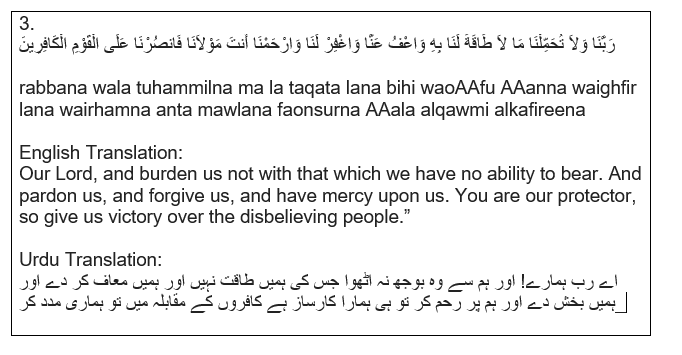 3.
رَبَّنَا وَلاَ تُحَمِّلْنَا مَا لاَ طَاقَةَ لَنَا بِهِ وَاعْفُ عَنَّا وَاغْفِرْ لَنَا وَارْحَمْنَا أَنتَ مَوْلاَنَا فَانصُرْنَا عَلَى الْقَوْمِ الْكَافِرِينَ
rabbana wala tuhammilna ma la taqata lana bihi waoAAfu AAanna waighfir
lana wairhamna anta mawlana faonsurna AAala alqawmi alkafireena
English Translation:
Our Lord, and burden us not with that which we have no ability to bear. And
pardon us, and forgive us, and have mercy upon us. You are our protector,
so give us victory over the disbelieving people.”
Urdu Translation:
اے رب ہمارے! اور ہم سے وہ بوجھ نہ اٹھوا جس کی ہمیں طاقت نہیں اور ہمیں معاف کر دے اور
ہمیں بخش دے اور ہم پر رحم کر تو ہی ہمارا کارساز ہے کافروں کے مقابلہ میں تو ہماری مدد کر